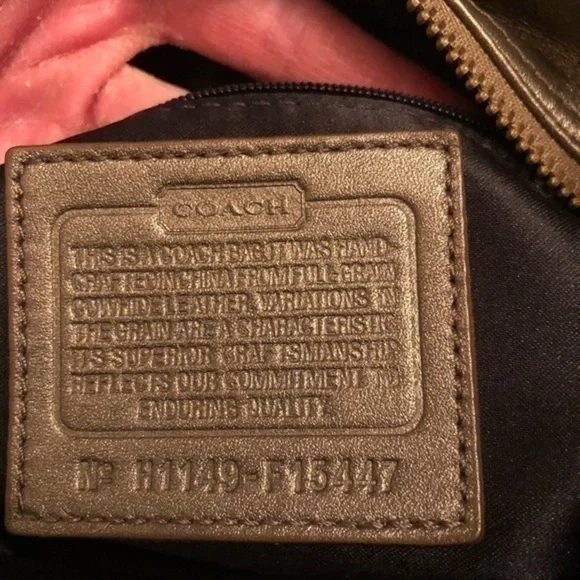 COACH
THIS IS A COACH BAG. IT WAS HAND-
CRAFTED IN CHINA FROM FULL-GRAIN
COWHIDE LEATHER. VARIATIONS IN
THE GRAIN ARE A CHARACTERISTIC.
ITS SUPERIOR CRAFTSMANSHIP
REFLECTS OUR COMMITMENT TO
ENDURING QUALITY.
Nº H1149-F15447